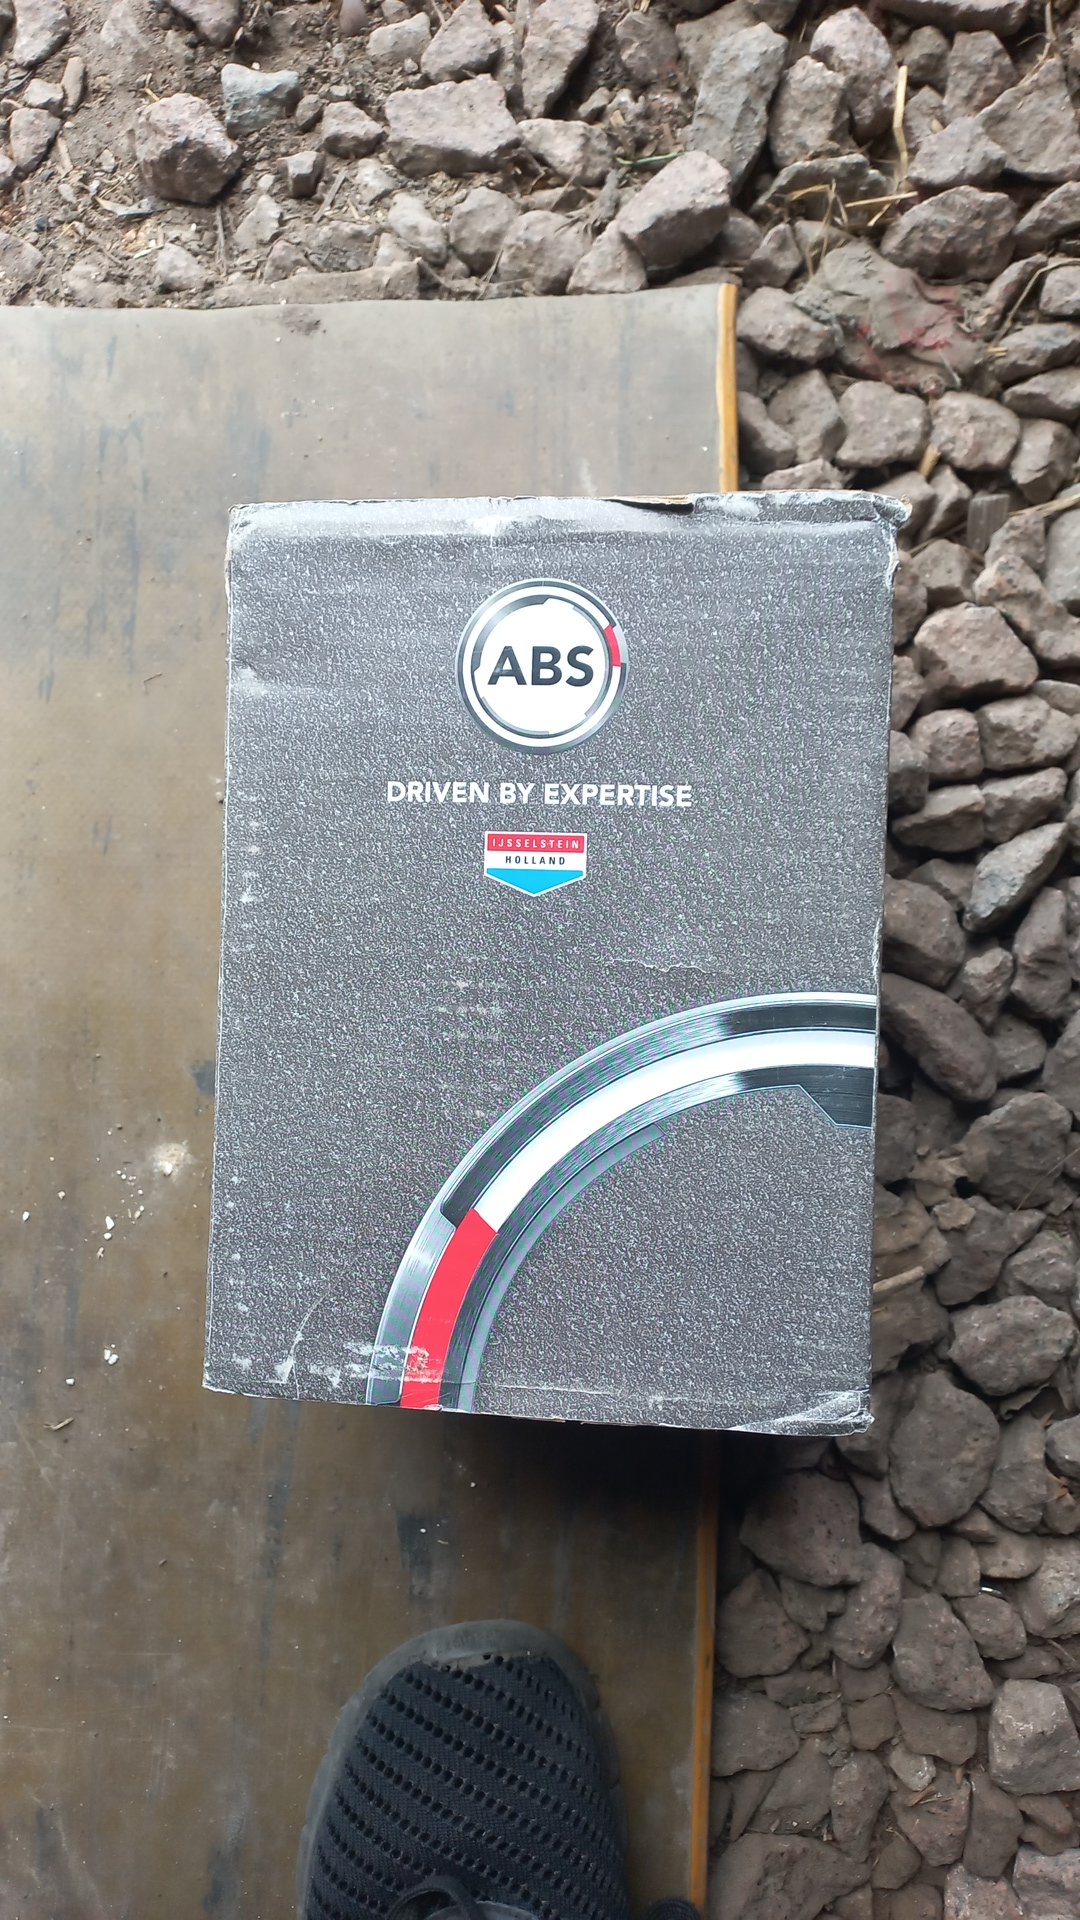 ABS
DRIVEN BY EXPERTISE
IJSSELSTEIN
HOLLAND